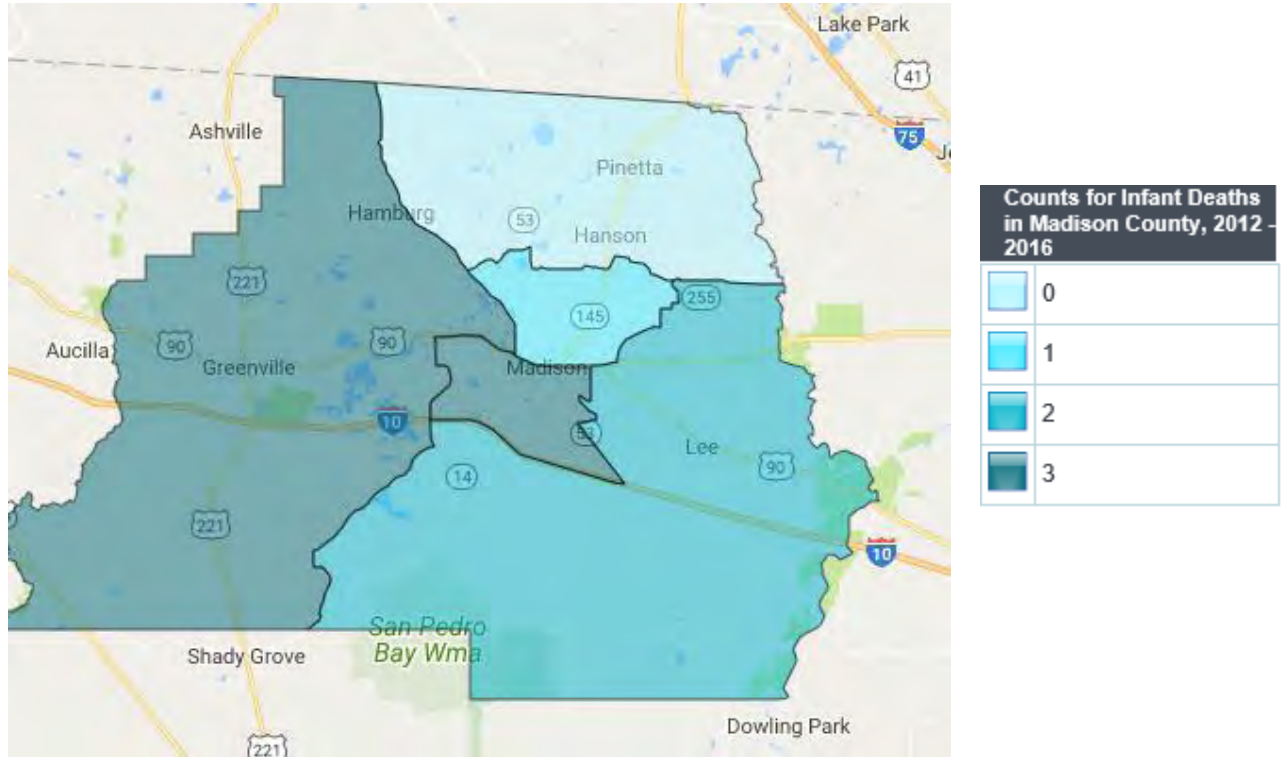 Lake Park
41
Ashville
75
Pinetta
Hamburg
53
Hanson
221
255
145
90
90
Aucilla
Greenville
Madison
10
53
Lee
14
90
221
10
San Pedro
Bay Wma
Shady Grove
Dowling Park
221
Counts for Infant Deaths
in Madison County, 2012 -
2016
0
1
2
3